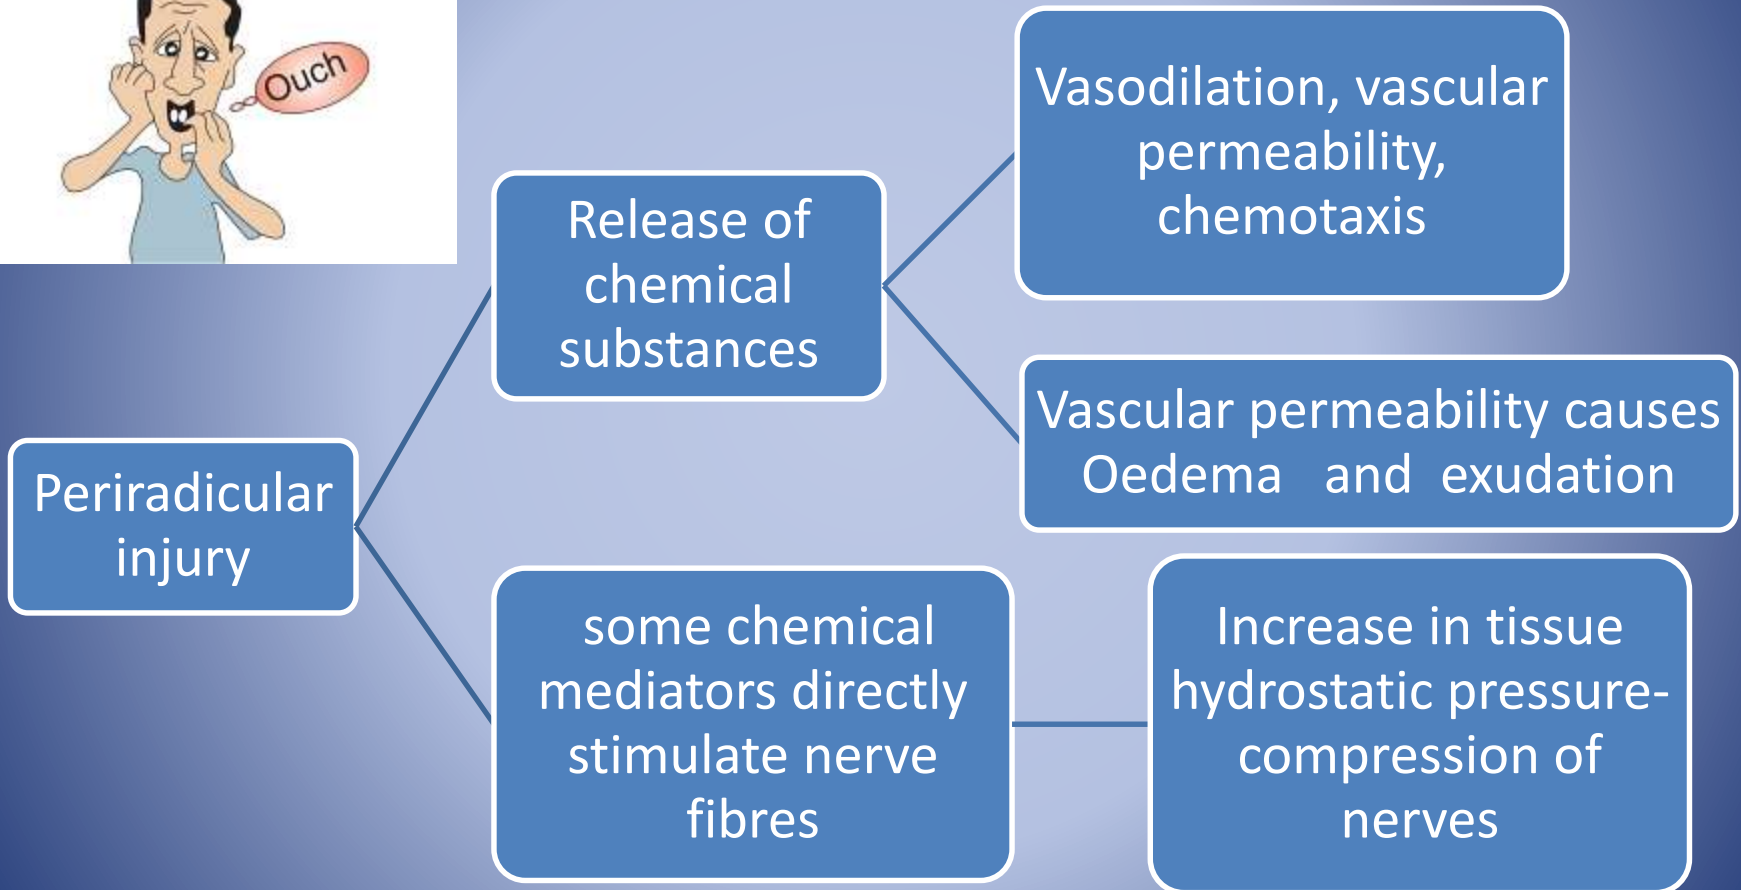 Ouch
Periradicular
injury
Release of
chemical
substances
some chemical
mediators directly
stimulate nerve
fibres
Vasodilation, vascular
permeability,
chemotaxis
Vascular permeability causes
Oedema and exudation
Increase in tissue
hydrostatic pressure-
compression of
nerves